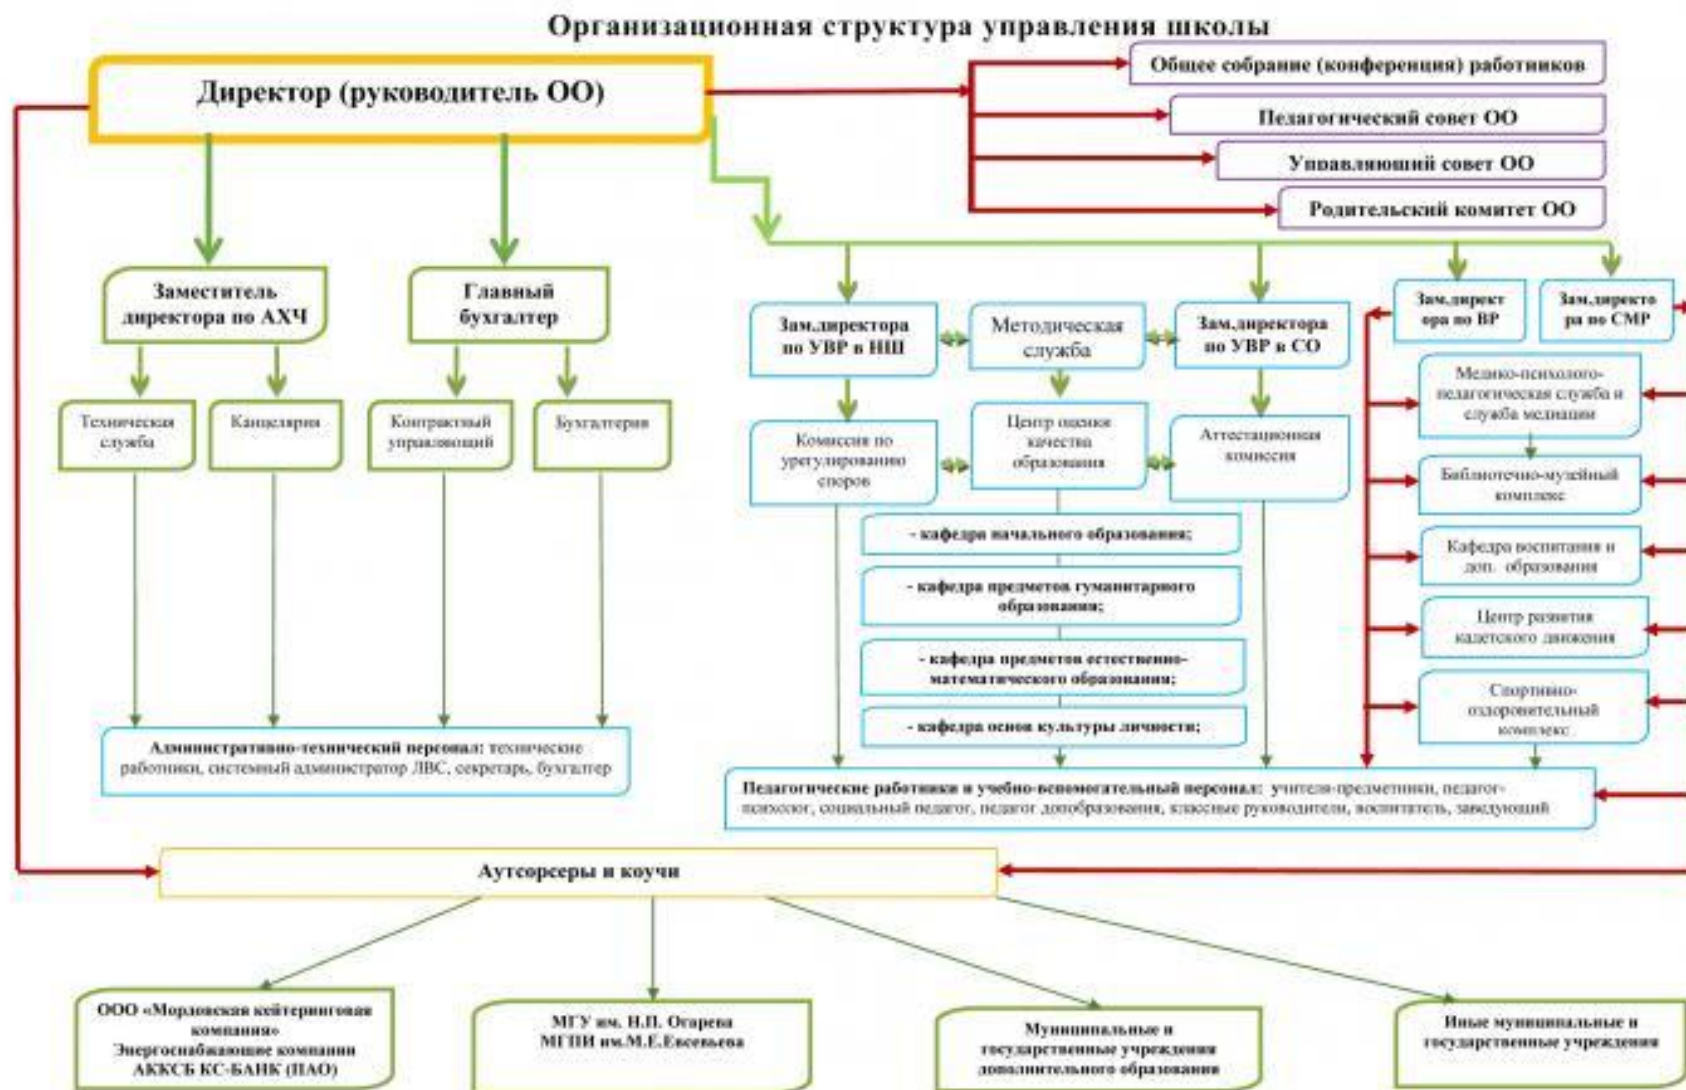 Организационная структура управления школы
Директор (руководитель ОО)
Общее собрание (конференция) работников
Педагогический совет ОО
Управляющий совет ОО
Родительский комитет ОО
Заместитель
директора по АХЧ
Главный
бухгалтер
Зам.директора
по УВР в НШ
Методическая
служба
Зам.директора
по УВР в СО
Зам.директ
ора по ВР
Зам.директо
ра по СМР
Техническая
служба
Канцелярия
Контрактный
управляющий
Бухгалтерия
Комиссия по
урегулированию
споров
Центр оценки
качества
образования
Аттестационная
комиссия
Медико-психолого-
педагогическая служба и
служба медиации
Библиотечно-музейный
комплекс
Кафедра воспитания и
доп. образования
Центр развития
кадетского движения
Спортивно-
оздоровительный
комплекс
- кафедра начального образования;
- кафедра предметов гуманитарного
образования;
- кафедра предметов естественно-
математического образования;
- кафедра основ культуры личности;
Административно-технический персонал: технические
работники, системный администратор ЛВС, секретарь, бухгалтер
Педагогические работники и учебно-вспомогательный персонал: учителя-предметники, педагог-
психолог, социальный педагог, педагог допобразования, классные руководители, воспитатель, заведующий
Аутсорсеры и коучи
ООО «Мордовская кейтеринговая
компания»
Энергоснабжающие компании
АККСБ КС-БАНК (ПАО)
МГУ им. Н.П. Огарева
МГПИ им.М.Е.Евсевьева
Муниципальные и
государственные учреждения
дополнительного образования
Иные муниципальные и
государственные учреждения